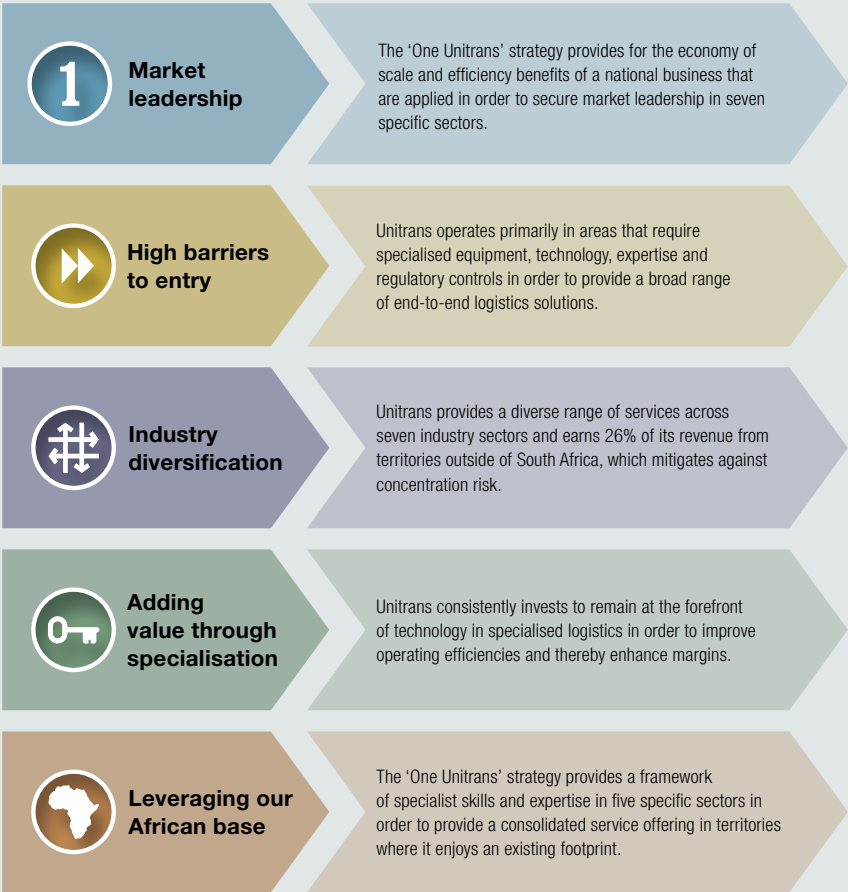 1
Market
leadership
The ‘One Unitrans’ strategy provides for the economy of
scale and efficiency benefits of a national business that
are applied in order to secure market leadership in seven
specific sectors.
High barriers
to entry
Unitrans operates primarily in areas that require
specialised equipment, technology, expertise and
regulatory controls in order to provide a broad range
of end-to-end logistics solutions.
Industry
diversification
Unitrans provides a diverse range of services across
seven industry sectors and earns 26% of its revenue from
territories outside of South Africa, which mitigates against
concentration risk.
Adding
value through
specialisation
Unitrans consistently invests to remain at the forefront
of technology in specialised logistics in order to improve
operating efficiencies and thereby enhance margins.
Leveraging our
African base
The ‘One Unitrans’ strategy provides a framework
of specialist skills and expertise in five specific sectors in
order to provide a consolidated service offering in territories
where it enjoys an existing footprint.